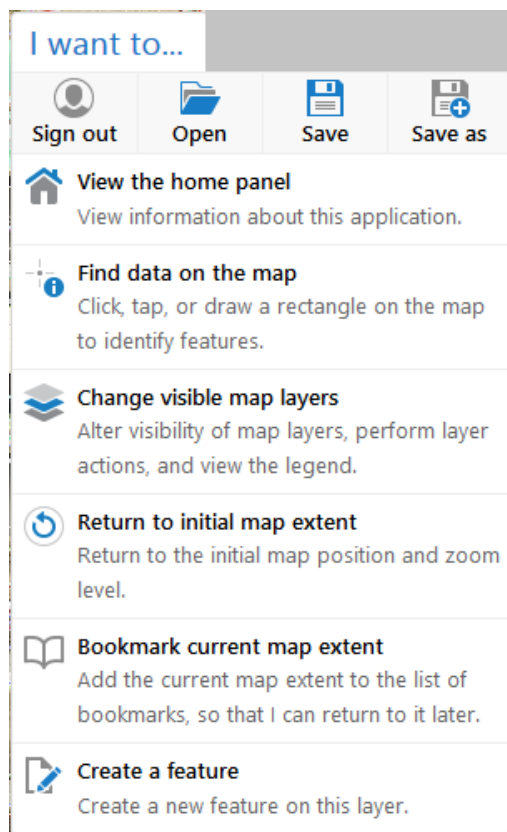 I want to...
Sign out Open Save Save as
View the home panel
View information about this application.
Find data on the map
Click, tap, or draw a rectangle on the map
to identify features.
Change visible map layers
Alter visibility of map layers, perform layer
actions, and view the legend.
Return to initial map extent
Return to the initial map position and zoom
level.
Bookmark current map extent
Add the current map extent to the list of
bookmarks, so that I can return to it later.
Create a feature
Create a new feature on this layer.